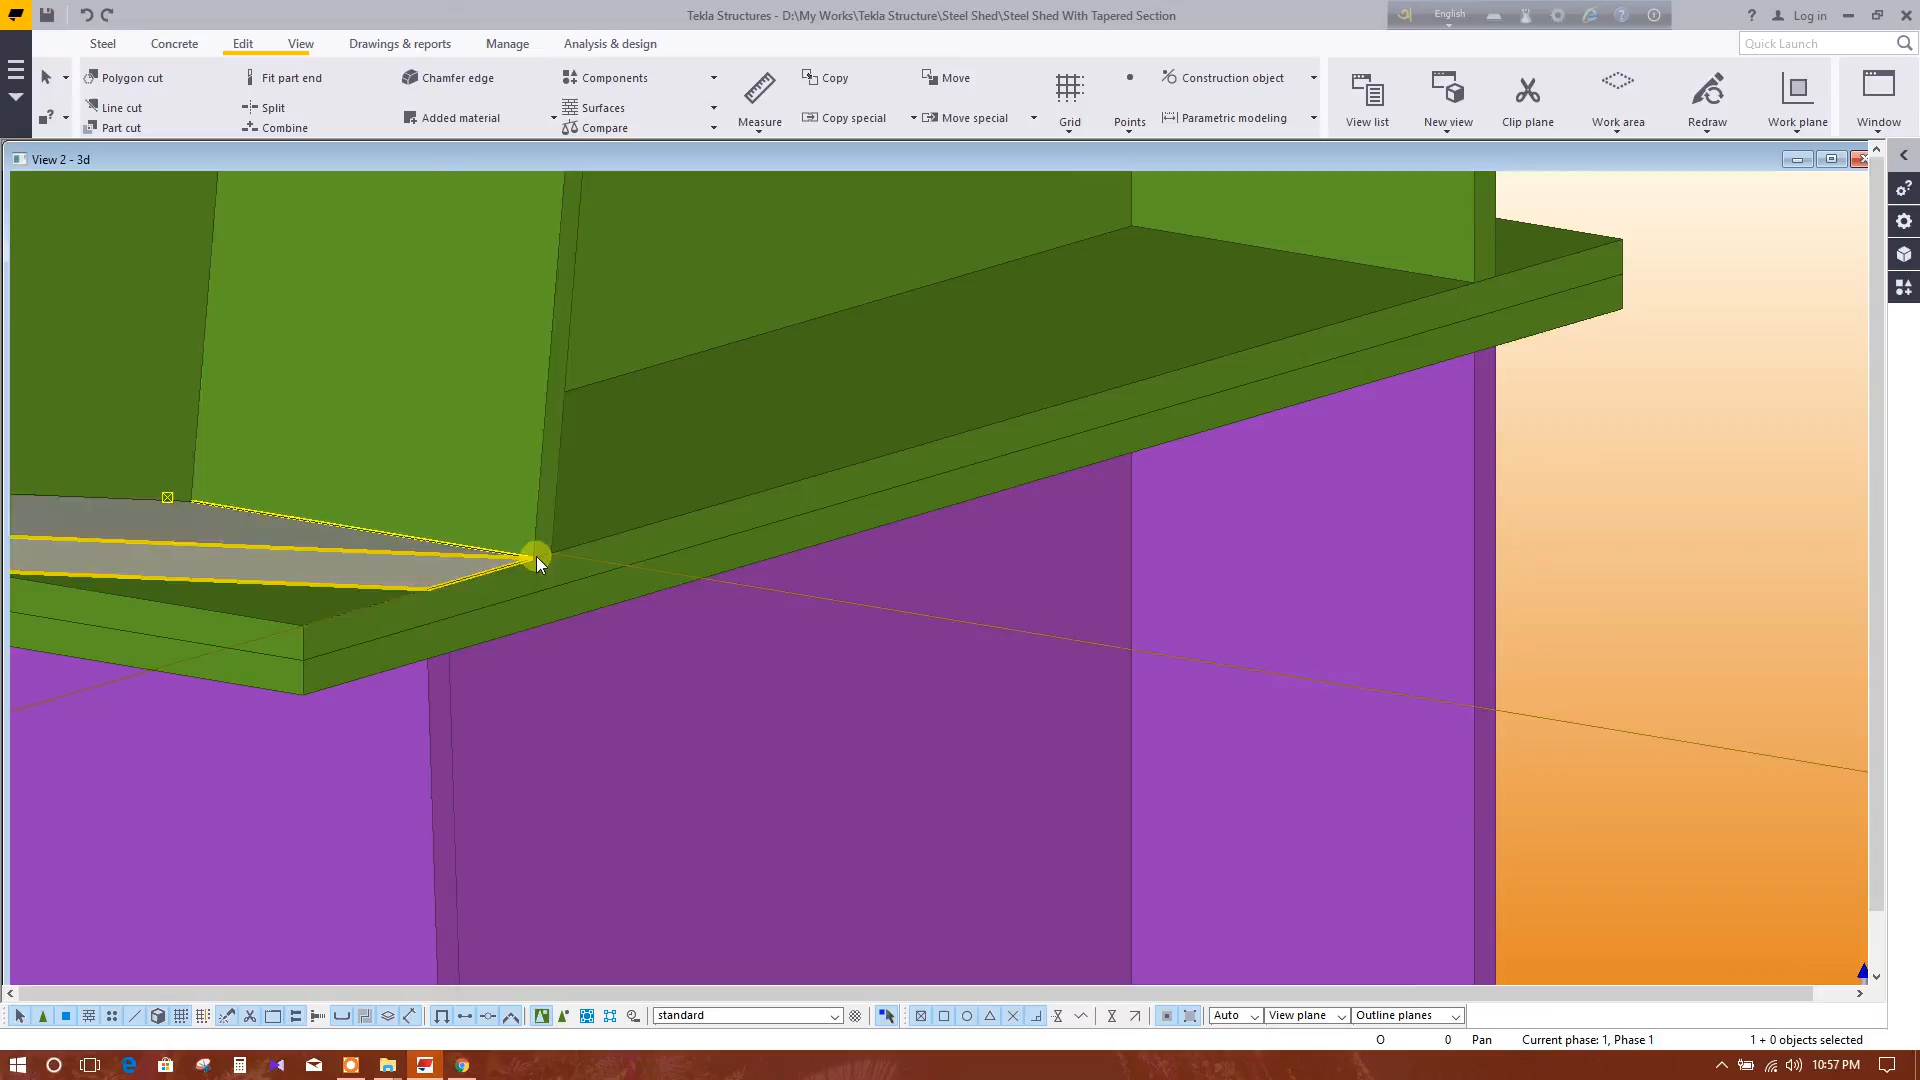 Tekla Structures - D:\My Works\Tekla Structure\Steel Shed\Steel Shed With Tapered Section
English
? Log in
Steel Concrete Edit View Drawings & reports Manage Analysis & design
Quick Launch
Polygon cut
Line cut
Part cut
Fit part end
Split
Combine
Chamfer edge
Added material
Components
Surfaces
Compare
Measure
Copy
Copy special
Move
Move special
Grid
Points
Construction object
Parametric modeling
View list
New view
Clip plane
Work area
Redraw
Work plane
Window
View 2 - 3d
standard
Auto
View plane
Outline planes
O 0 Pan Current phase: 1, Phase 1 1 + 0 objects selected
10:57 PM